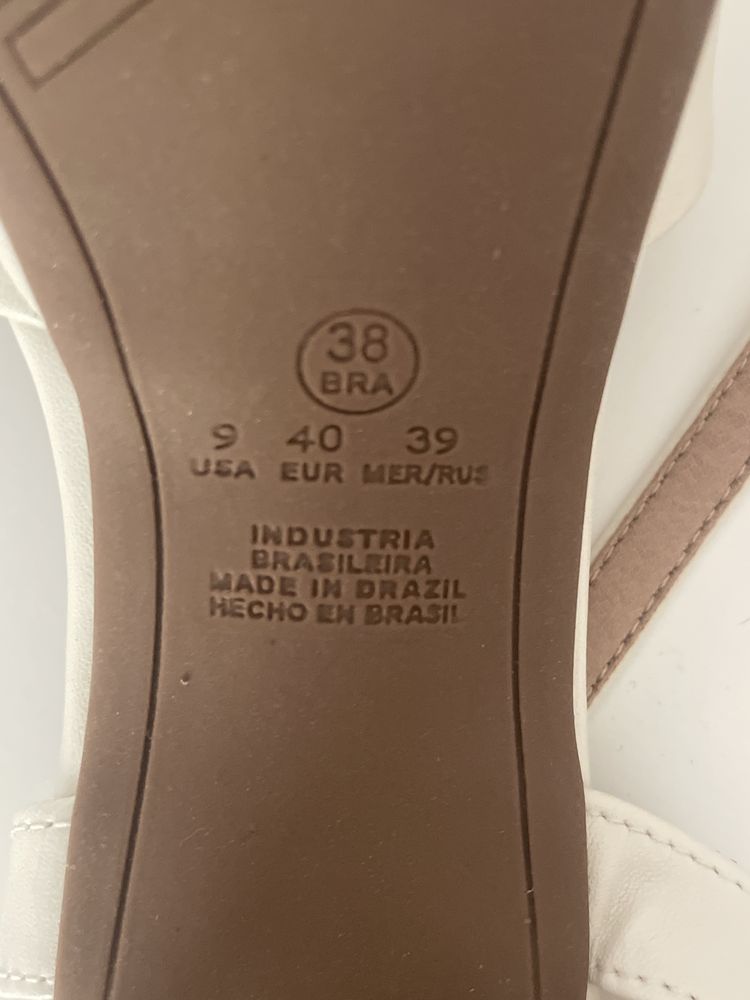 38
BRA
9 40 39
USA EUR MER/RUS
INDUSTRIA
BRASILEIRA
MADE IN BRAZIL
HECHO EN BRASIL